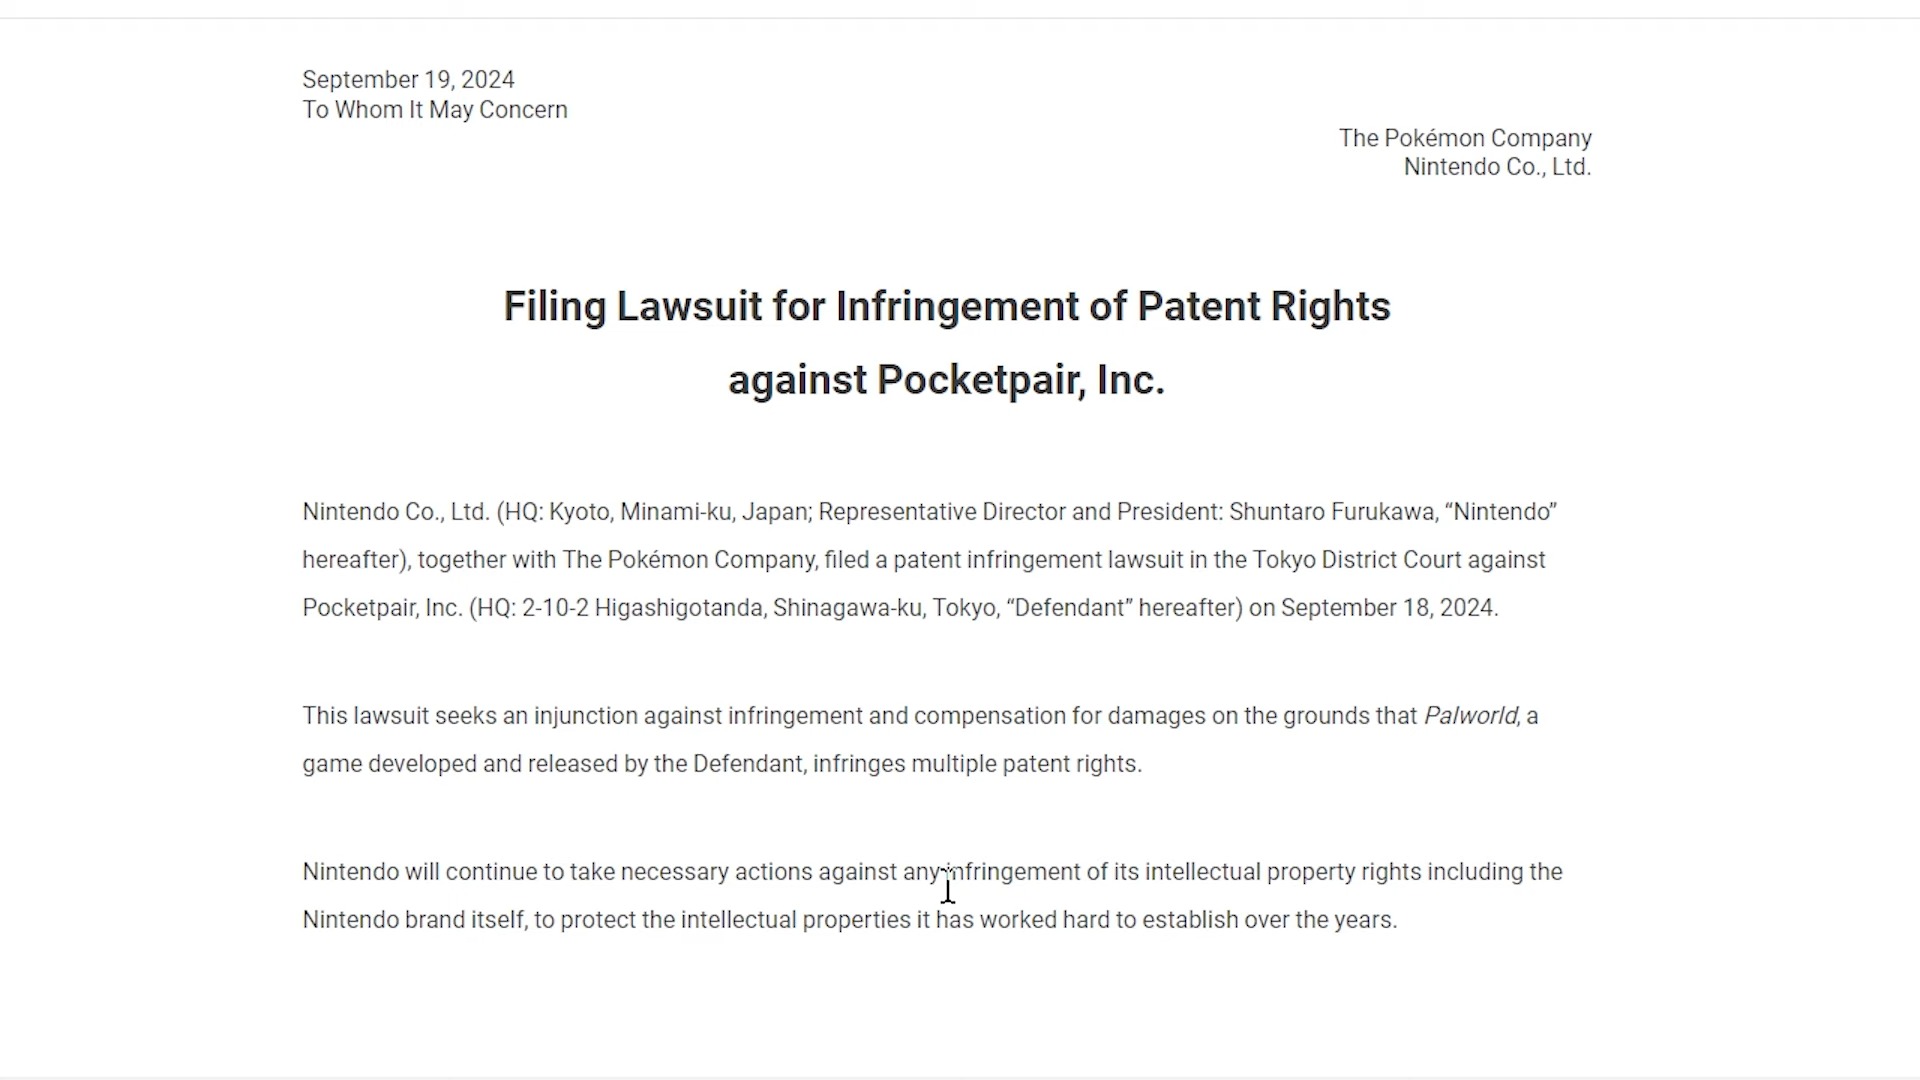 September 19, 2024
To Whom It May Concern
The Pokémon Company
Nintendo Co., Ltd.
Filing Lawsuit for Infringement of Patent Rights
against Pocketpair, Inc.
Nintendo Co., Ltd. (HQ: Kyoto, Minami-ku, Japan; Representative Director and President: Shuntaro Furukawa, “Nintendo”
hereafter), together with The Pokémon Company, filed a patent infringement lawsuit in the Tokyo District Court against
Pocketpair, Inc. (HQ: 2-10-2 Higashigotanda, Shinagawa-ku, Tokyo, “Defendant” hereafter) on September 18, 2024.
This lawsuit seeks an injunction against infringement and compensation for damages on the grounds that Palworld, a
game developed and released by the Defendant, infringes multiple patent rights.
Nintendo will continue to take necessary actions against any infringement of its intellectual property rights including the
Nintendo brand itself, to protect the intellectual properties it has worked hard to establish over the years.